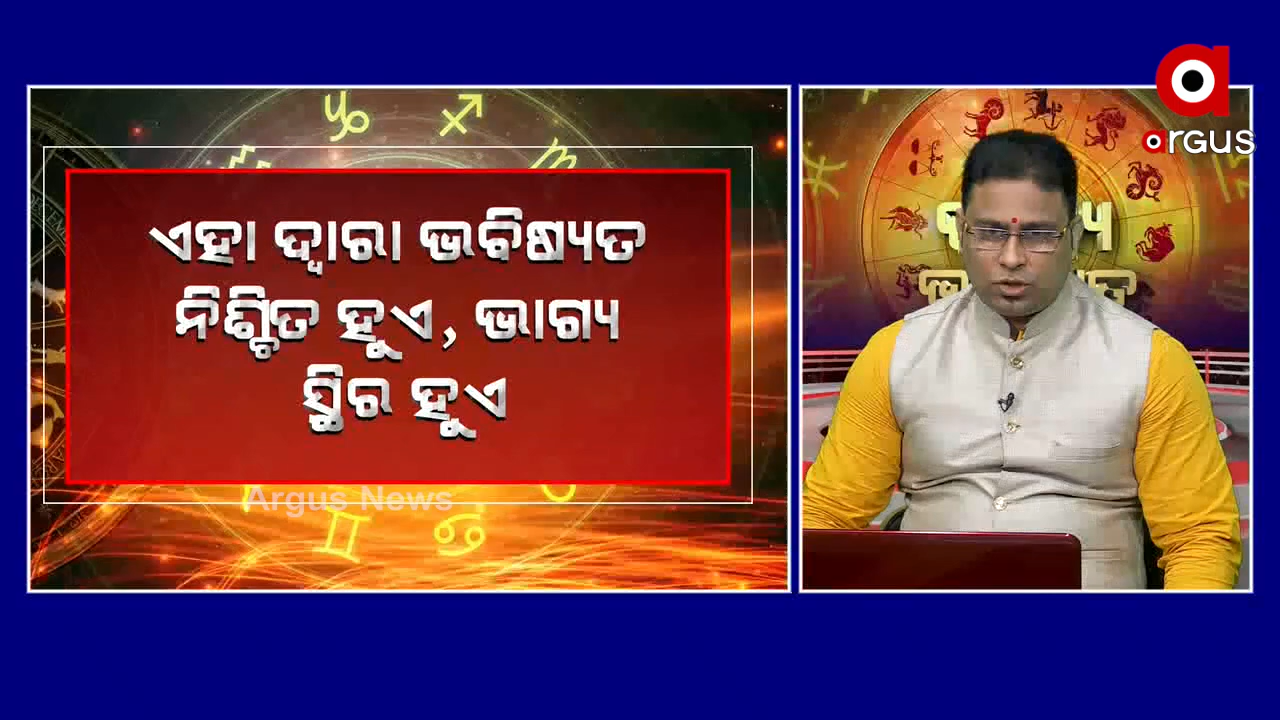 ଏହା ଦ୍ୱାରା ଭବିଷ୍ୟତ
ନିଶ୍ଚିତ ହୁଏ, ଭାଗ୍ୟ
ସ୍ଥିର ହୁଏ
Argus News
argus